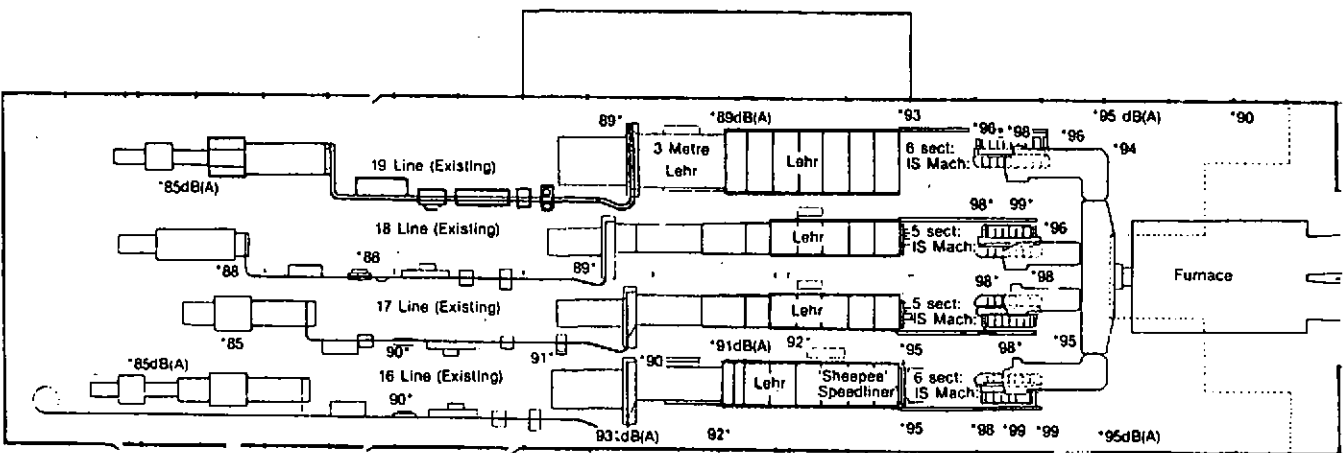 89* *89dB(A) *93 *95 dB(A) *90
*96 *98 *96
*94
19 Line (Existing) 3 Metre Lehr Lehr 6 sect: IS Mach:
*85dB(A)
18 Line (Existing) Lehr 5 sect: IS Mach: 98* 99* *96
*88 *88 89*
17 Line (Existing) Lehr 5 sect: IS Mach: 98* *98 Furnace
*85 90* 91* *91dB(A) 92* *95 98* *95
*90
16 Line (Existing) Lehr 'Sheapee' Speedliner 6 sect: IS Mach:
*85dB(A) 90*
93*dB(A) 92* *95 *98 *99 *99 *95dB(A)